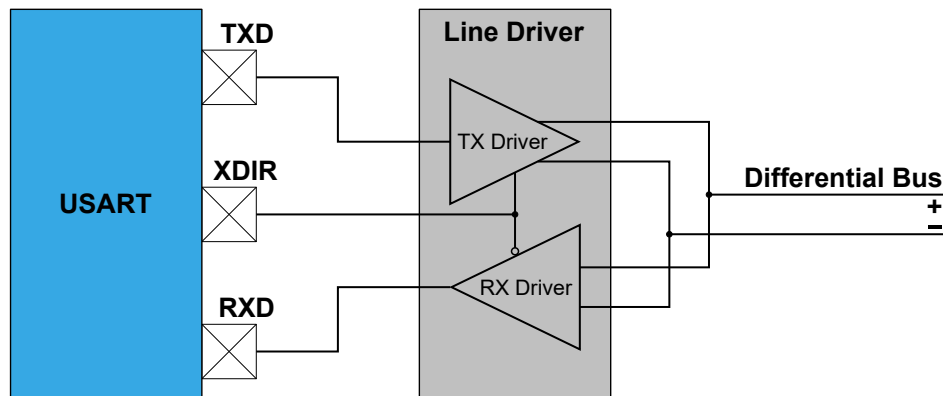 TXD
Line Driver
TX Driver
XDIR
USART
Differential Bus
+
−
RX Driver
RXD